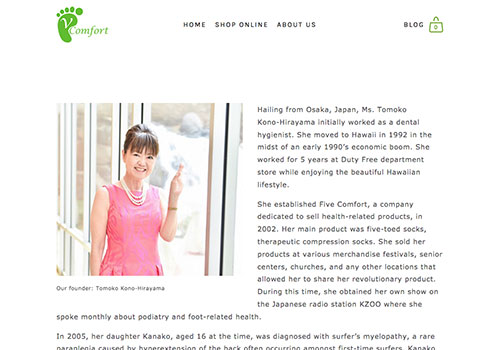 V
Comfort
HOME SHOP ONLINE ABOUT US BLOG 0
Hailing from Osaka, Japan, Ms. Tomoko
Kono-Hirayama initially worked as a dental
hygienist. She moved to Hawaii in 1992 in the
midst of an early 1990's economic boom. She
worked for 5 years at Duty Free department
store while enjoying the beautiful Hawaiian
lifestyle.
She established Five Comfort, a company
dedicated to sell health-related products, in
2002. Her main product was five-toed socks,
therapeutic compression socks. She sold her
products at various merchandise festivals, senior
centers, churches, and any other locations that
allowed her to share her revolutionary product.
During this time, she obtained her own show on
the Japanese radio station KZOO where she
Our founder: Tomoko Kono-Hirayama
spoke monthly about podiatry and foot-related health.
In 2005, her daughter Kanako, aged 16 at the time, was diagnosed with surfer's myelopathy, a rare
paraplegia caused by hyperextension of the back often occurring amongst first-time surfers. Kanako